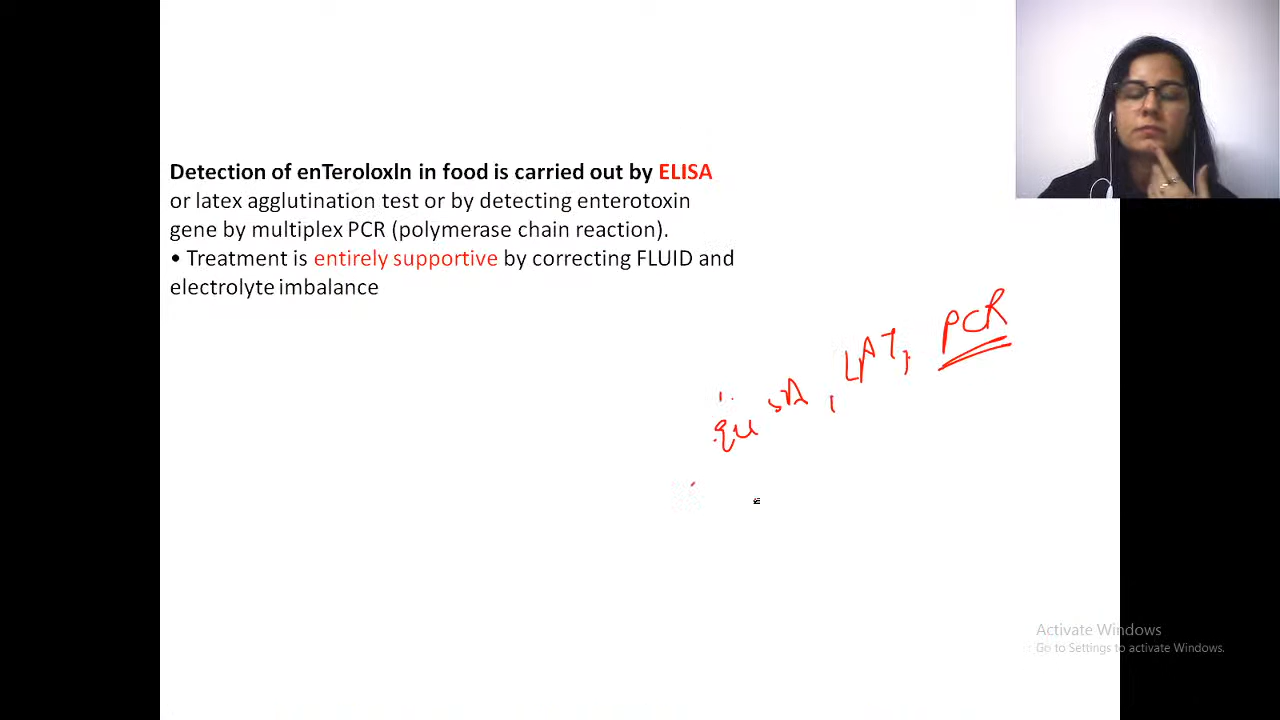 Detection of enTeroloxIn in food is carried out by ELISA
or latex agglutination test or by detecting enterotoxin
gene by multiplex PCR (polymerase chain reaction).
• Treatment is entirely supportive by correcting FLUID and
electrolyte imbalance
LAT, PCR
Activate Windows
Go to Settings to activate Windows.